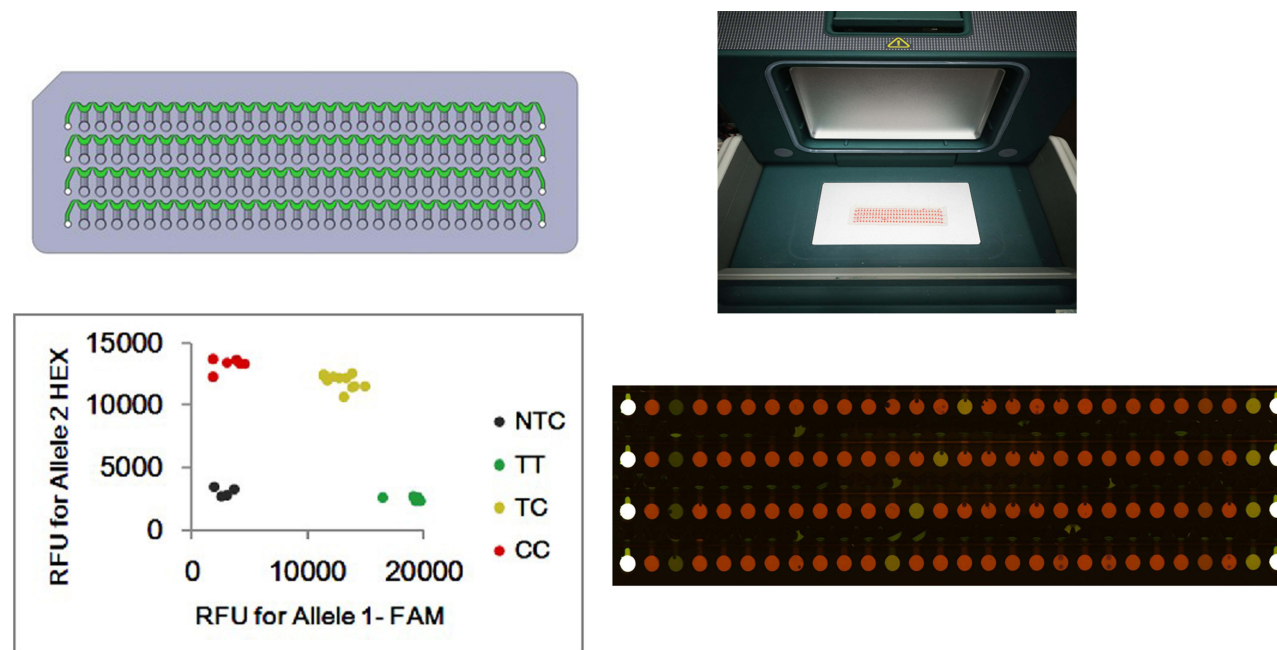 RFU for Allele 2 HEX
15000
10000
5000
0
0 10000 20000
RFU for Allele 1- FAM
NTC
TT
TC
CC